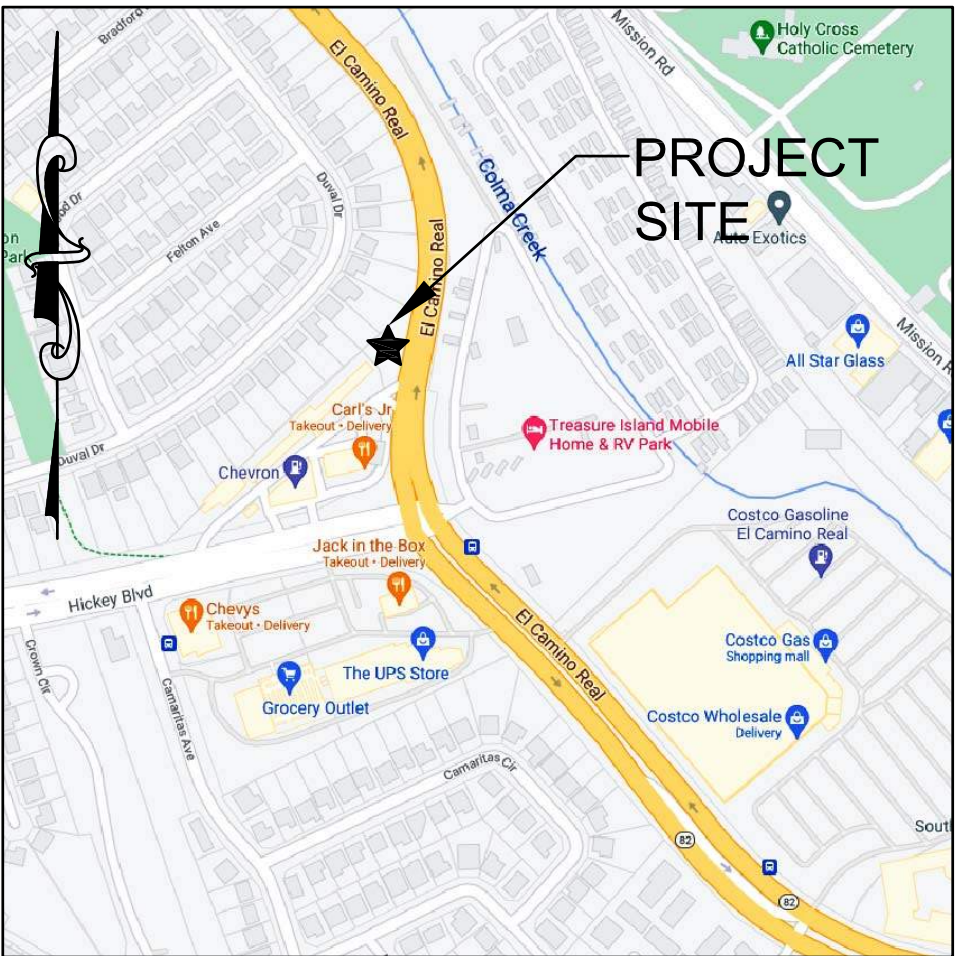 Holy Cross
Catholic Cemetery
Mission Rd
El Camino Real
Duval Dr
Felton Ave
Colma Creek
PROJECT
SITE
Auto Exotics
Park
El Camino Real
Mission R
All Star Glass
Carl's Jr
Takeout • Delivery
Treasure Island Mobile
Home & RV Park
Duval Dr
Chevron
Costco Gasoline
El Camino Real
Jack in the Box
Takeout • Delivery
Hickey Blvd
Chevys
Takeout • Delivery
El Camino Real
The UPS Store
Grocery Outlet
Costco Gas
Shopping mall
Costco Wholesale
Delivery
Crown Cir
Camaritas Ave
Camaritas Cir
82
82